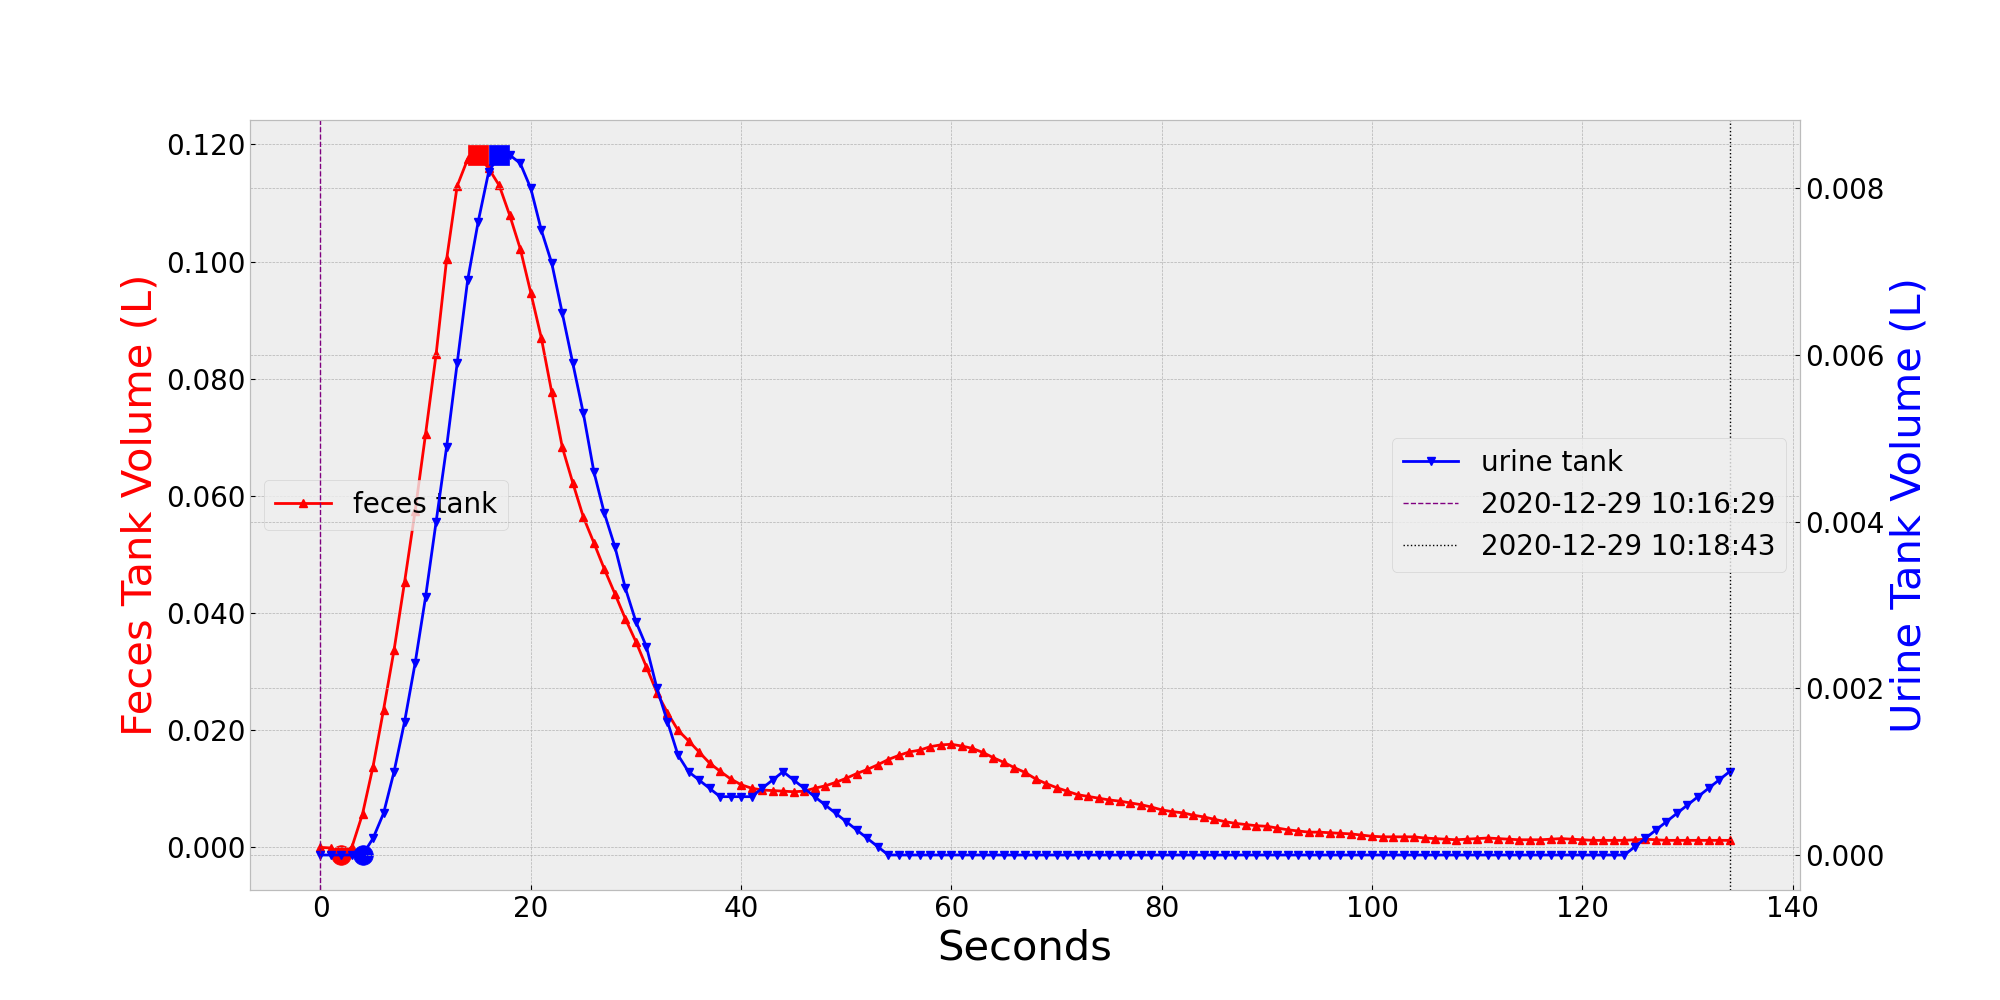 0.120
0.100
0.080
0.060
0.040
0.020
0.000
Feces Tank Volume (L)
feces tank
urine tank
2020-12-29 10:16:29
2020-12-29 10:18:43
0.008
0.006
0.004
0.002
0.000
Urine Tank Volume (L)
0 20 40 60 80 100 120 140
Seconds